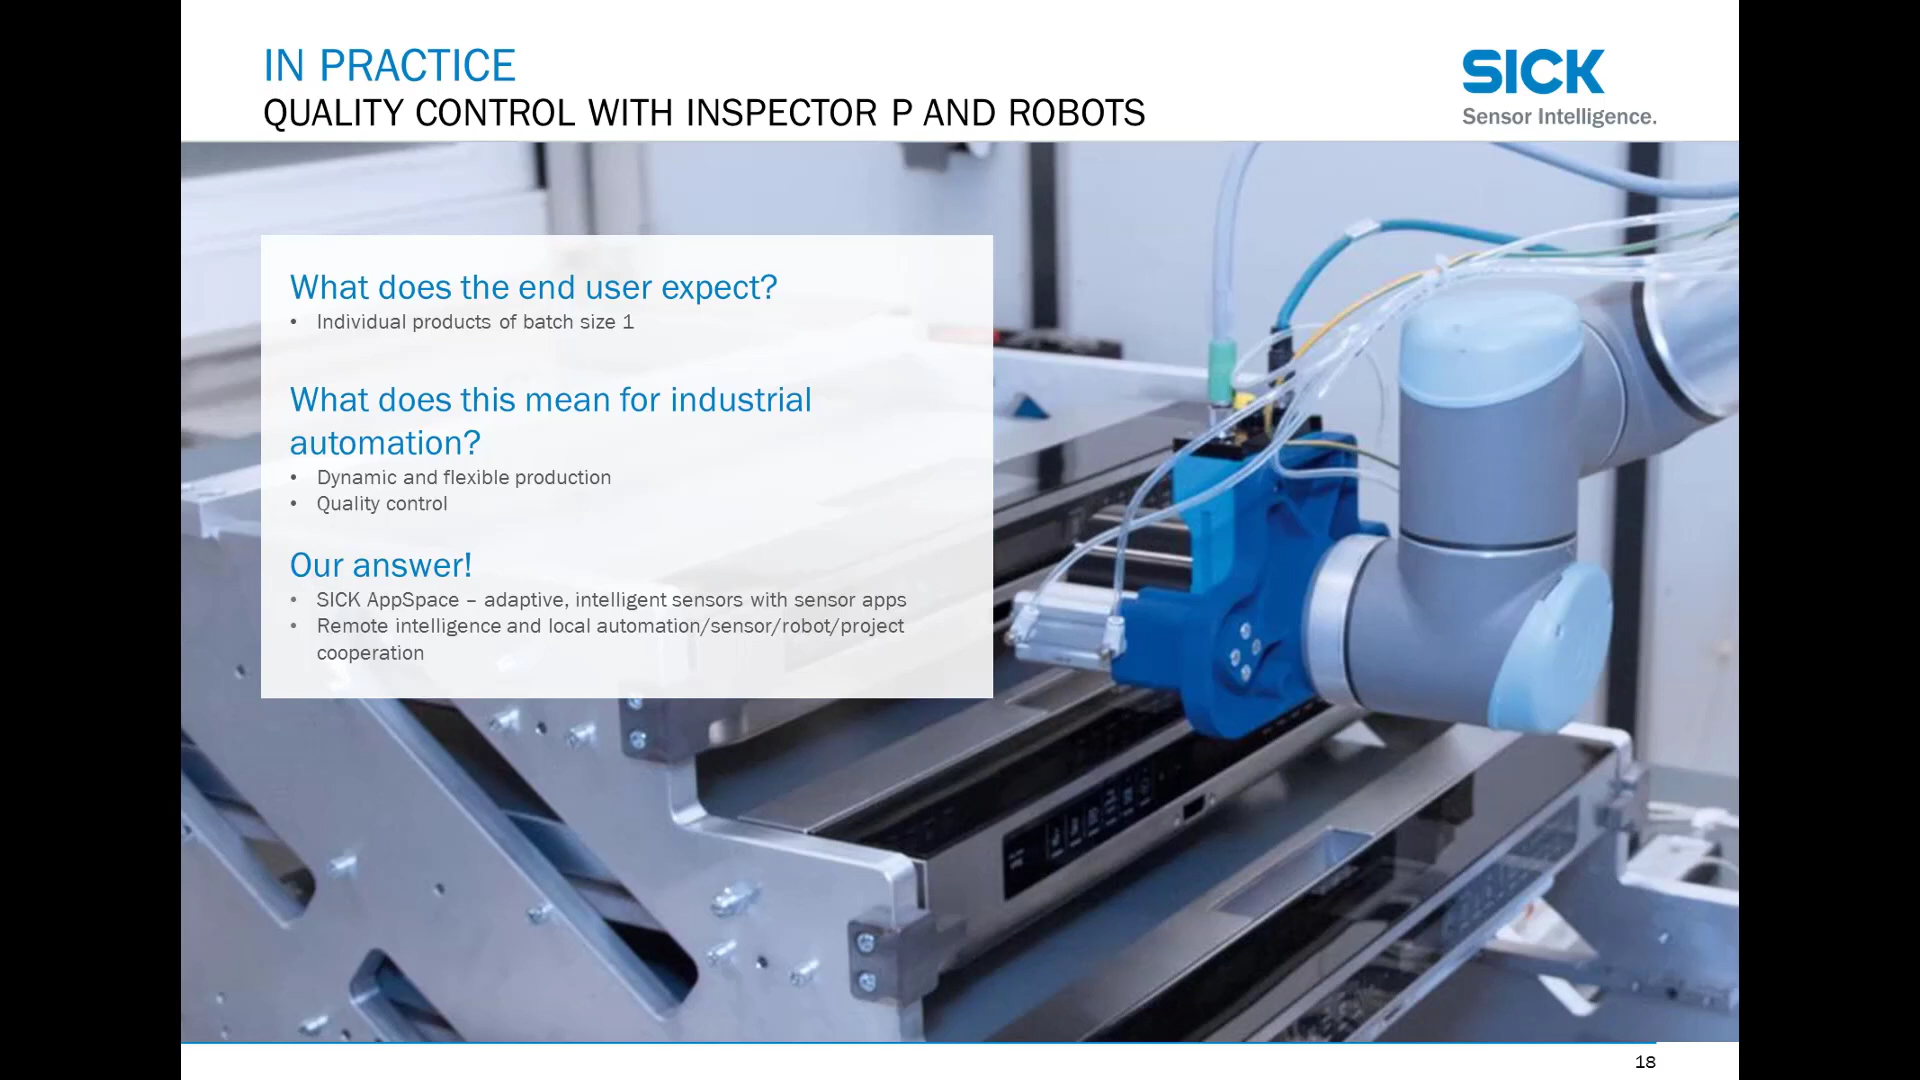 IN PRACTICE
QUALITY CONTROL WITH INSPECTOR P AND ROBOTS
SICK
Sensor Intelligence.
What does the end user expect?
• Individual products of batch size 1
What does this mean for industrial
automation?
• Dynamic and flexible production
• Quality control
Our answer!
• SICK AppSpace – adaptive, intelligent sensors with sensor apps
• Remote intelligence and local automation/sensor/robot/project
cooperation
18